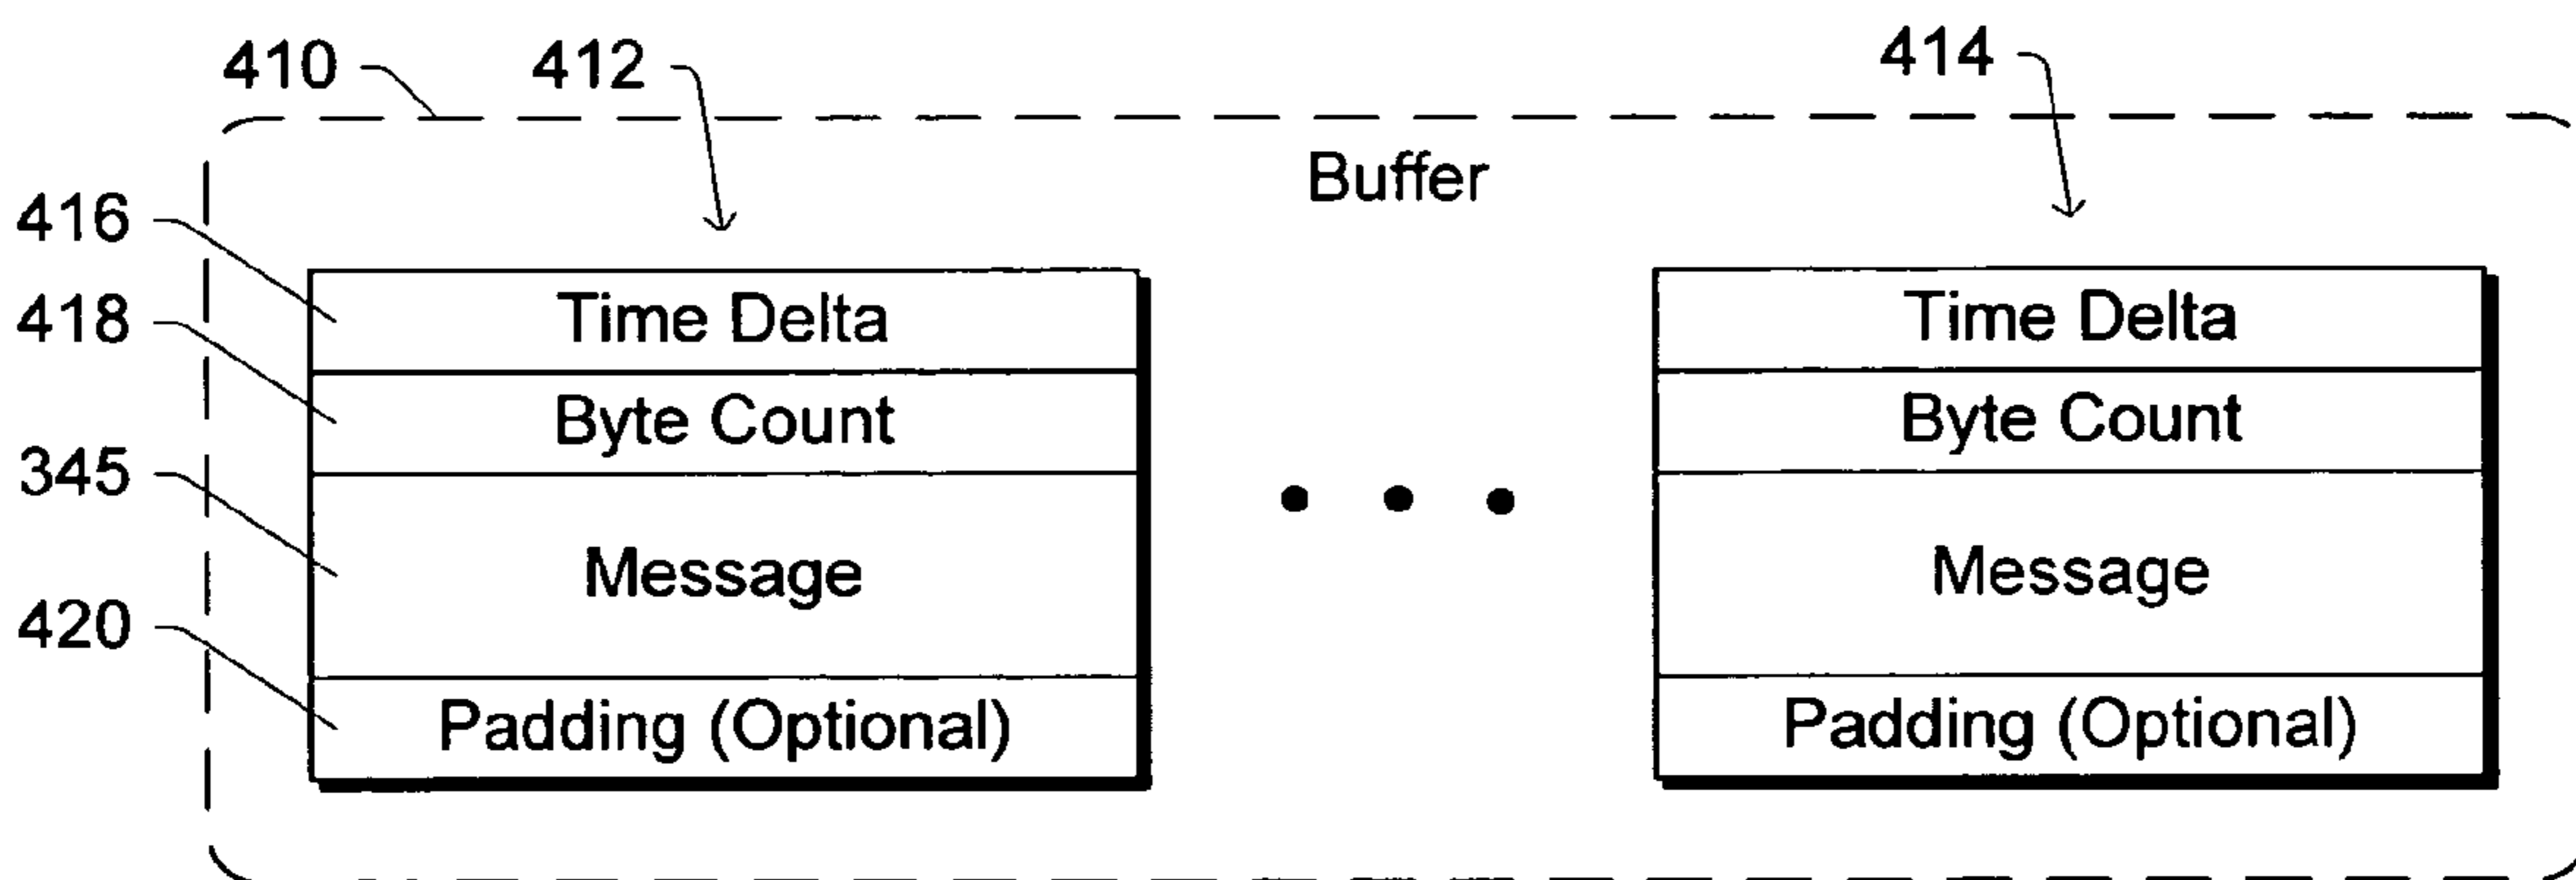 410
412
414
Buffer
416
418
345
420
Time Delta
Byte Count
Message
Padding (Optional)
Time Delta
Byte Count
Message
Padding (Optional)